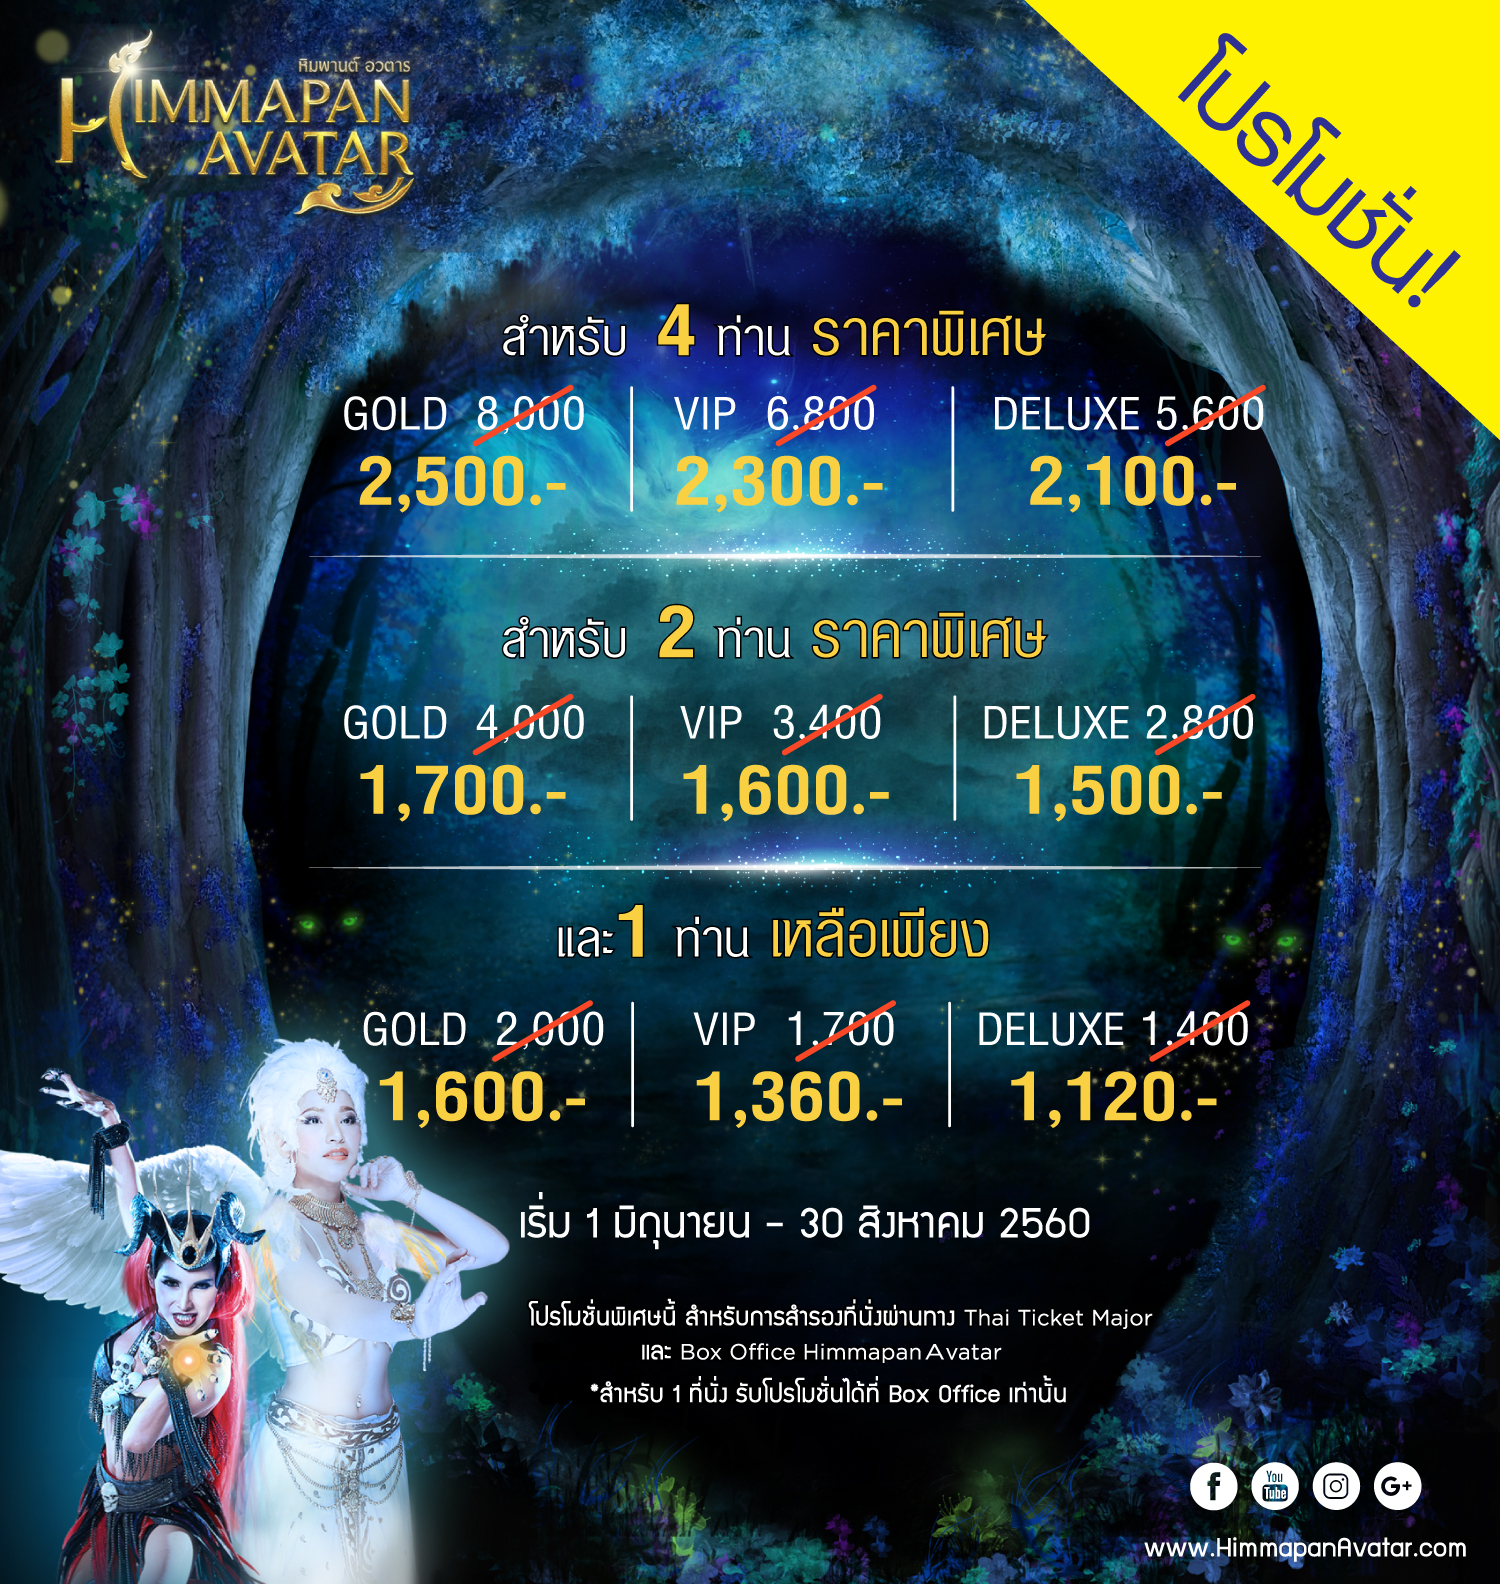 หิมพานต์ อวตาร
HIMMAPAN
AVATAR
โปรโมชั่น!
สำหรับ 4 ท่าน ราคาพิเศษ
GOLD 8,000 VIP 6.800 DELUXE 5.600
2,500.- 2,300.- 2,100.-
สำหรับ 2 ท่าน ราคาพิเศษ
GOLD 4,000 VIP 3.400 DELUXE 2.800
1,700.- 1,600.- 1,500.-
และ 1 ท่าน เหลือเพียง
GOLD 2,000 VIP 1.700 DELUXE 1.400
1,600.- 1,360.- 1,120.-
เริ่ม 1 มิถุนายน - 30 สิงหาคม 2560
โปรโมชั่นพิเศษนี้ สำหรับการสำรองที่นั่งผ่านทาง Thai Ticket Major
และ Box Office Himmapan Avatar
*สำหรับ 1 ที่นั่ง รับโปรโมชั่นได้ที่ Box Office เท่านั้น
f You Tube G+
www.HimmapanAvatar.com